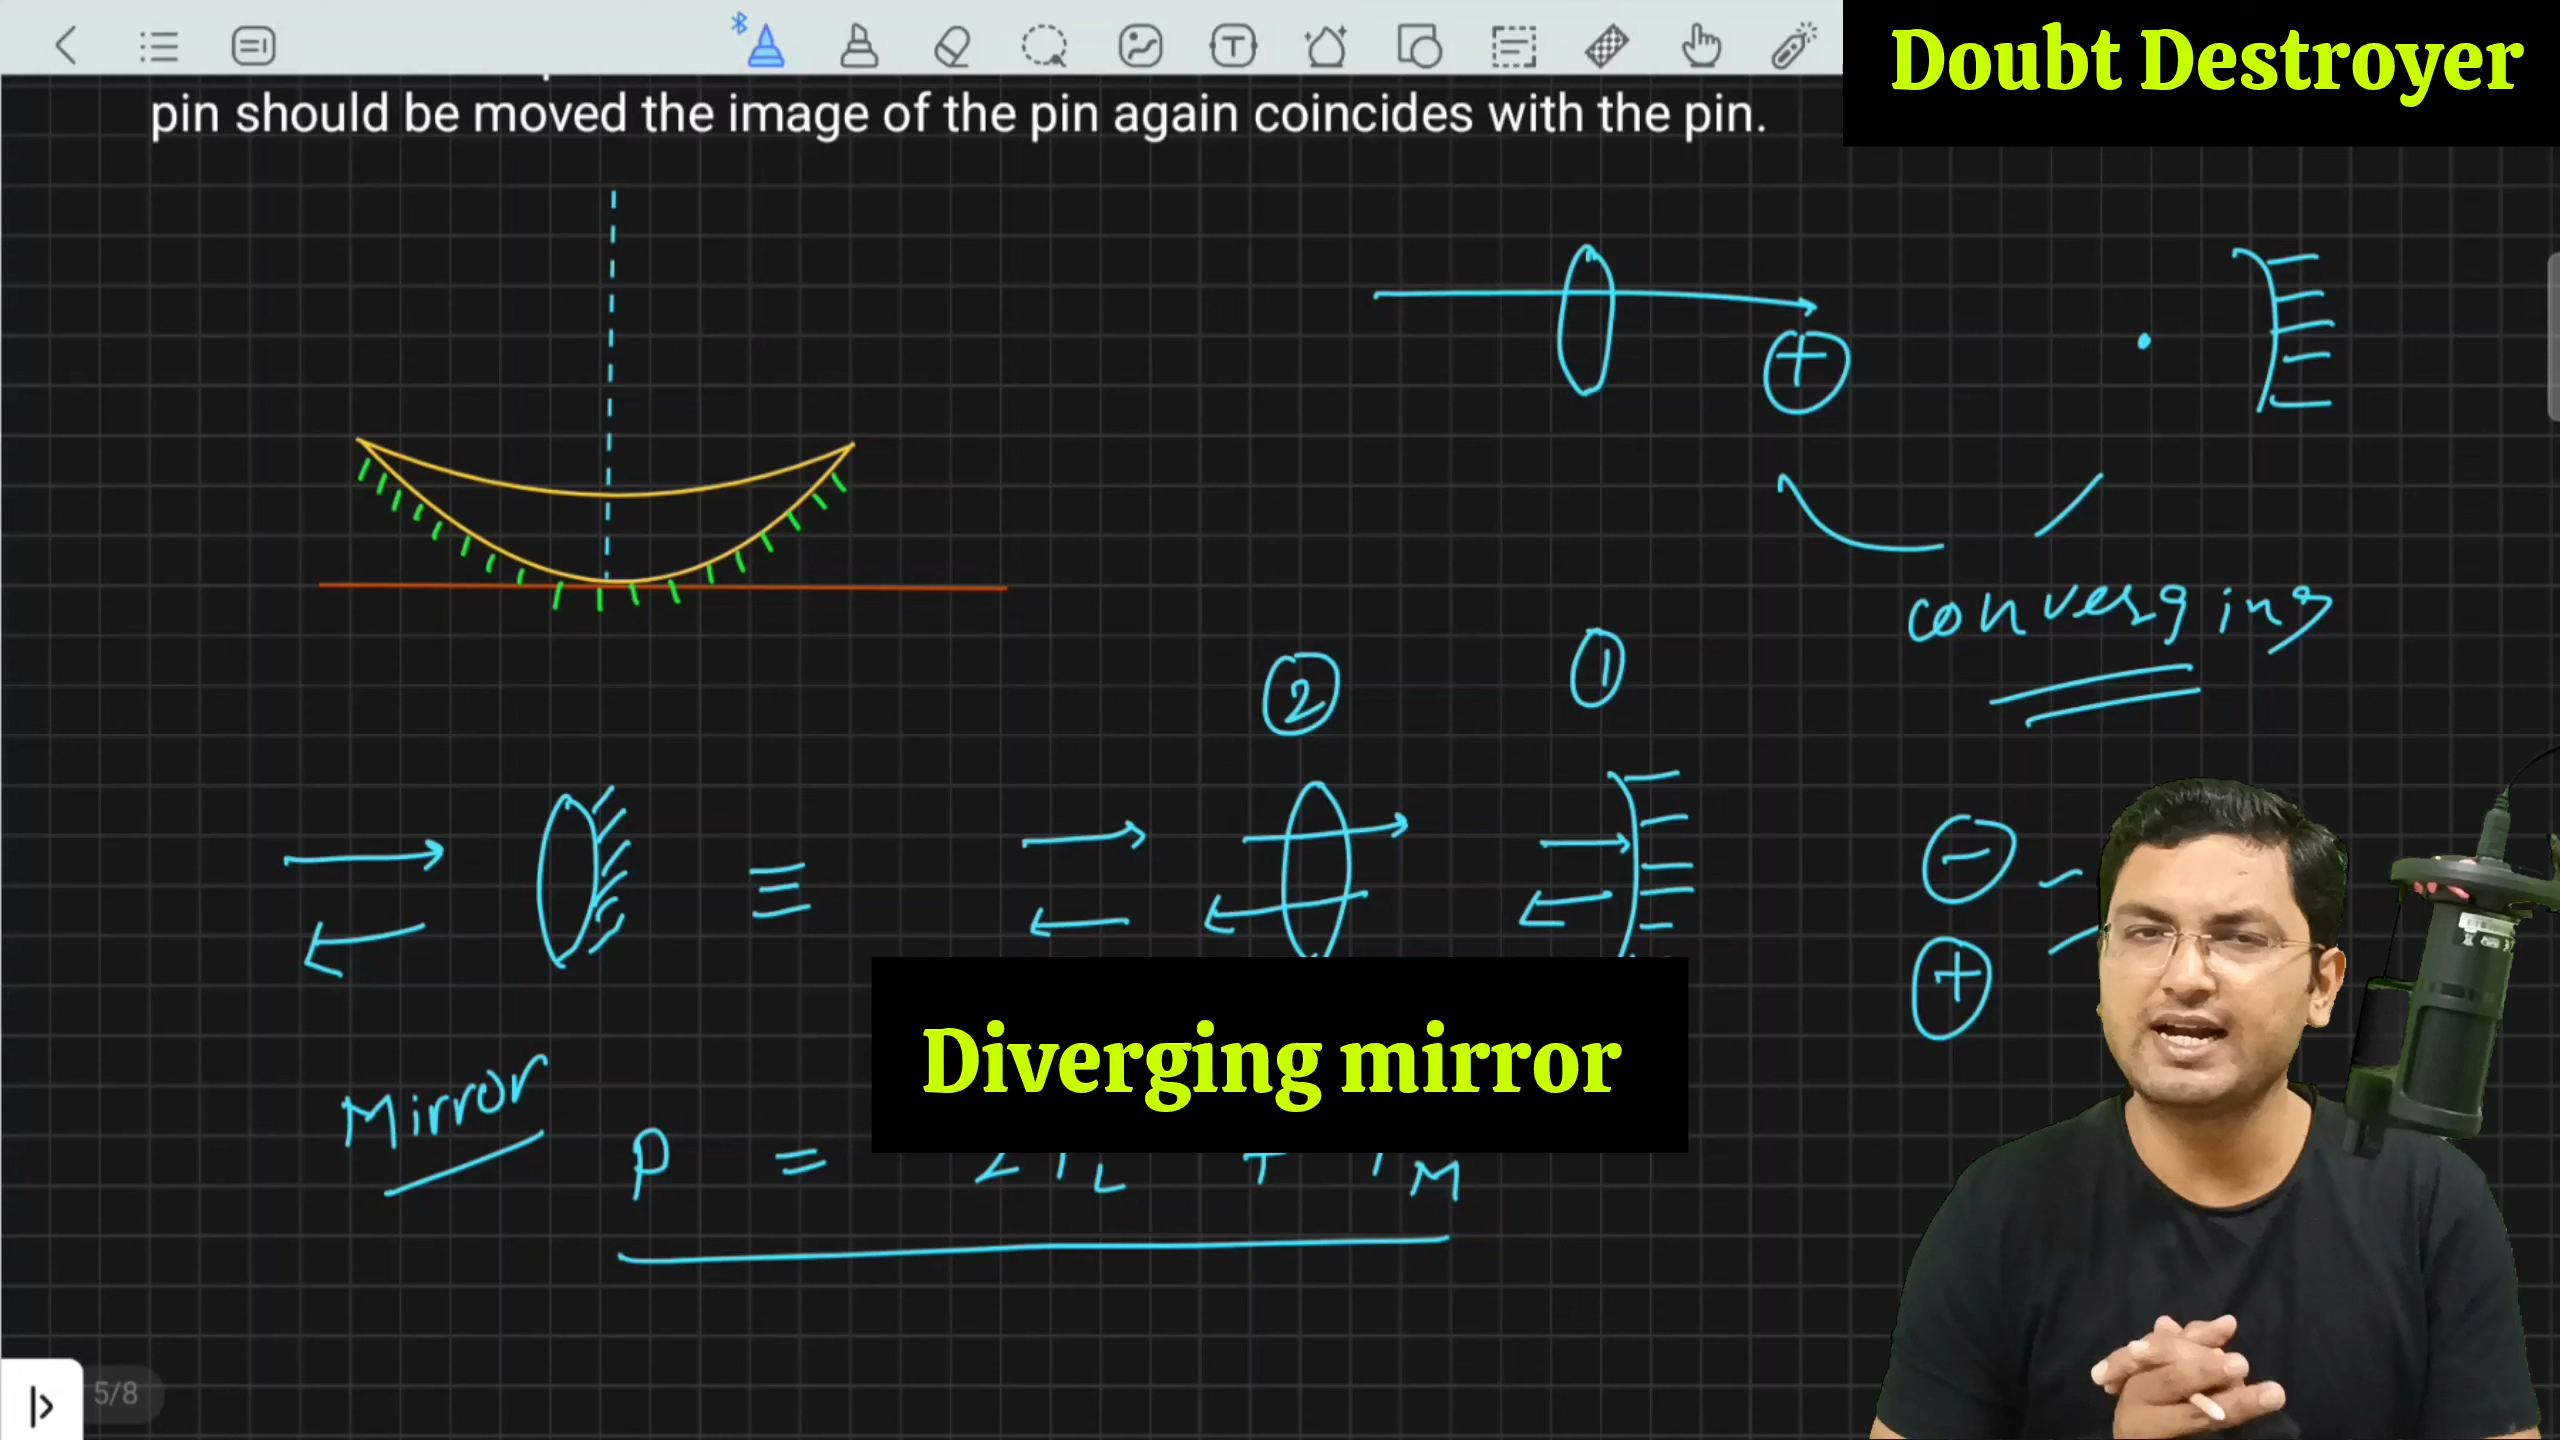 Doubt Destroyer
pin should be moved the image of the pin again coincides with the pin.
+
converging
2
1
≡
−
+
Diverging mirror
Mirror
P = 2 P L + P M
5/8